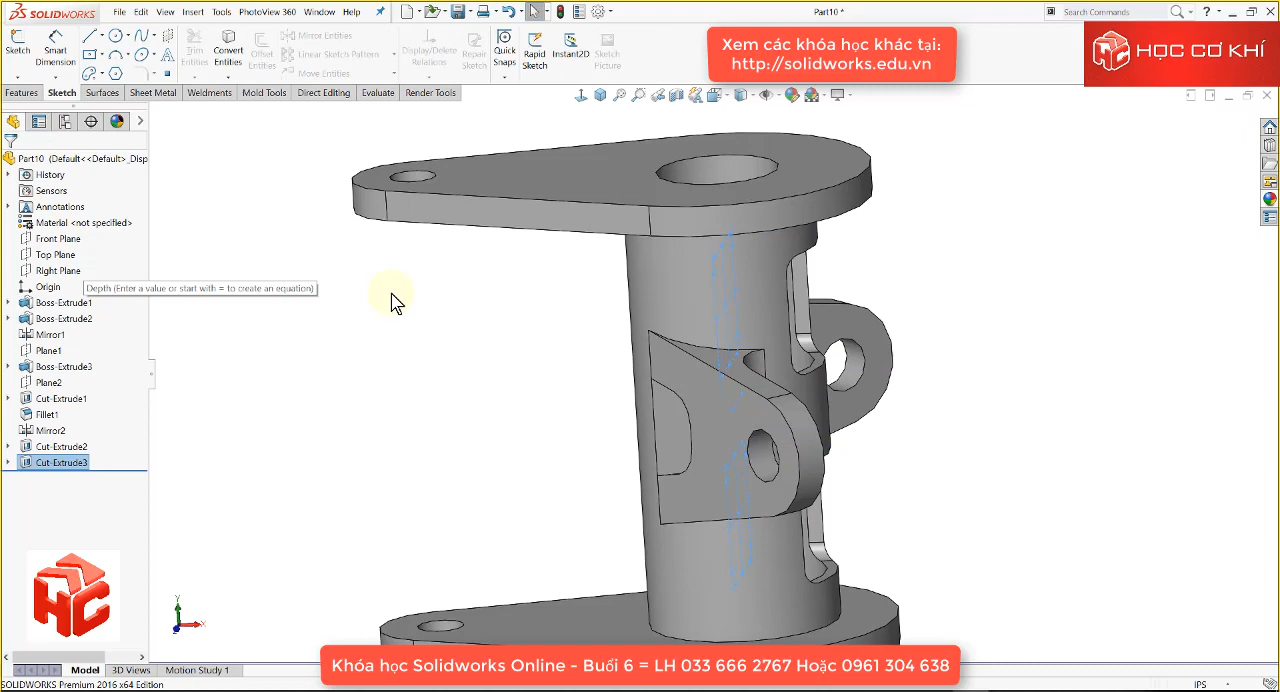 SOLIDWORKS File Edit View Insert Tools PhotoView 360 Window Help Part10 * Search Commands ?
Sketch Smart Dimension Trim Entities Convert Entities Offset Entities Mirror Entities Linear Sketch Pattern Move Entities Display/Delete Relations Repair Sketch Quick Snaps Rapid Sketch Instant2D Sketch Picture
Xem các khóa học khác tại:
http://solidworks.edu.vn
HỌC CƠ KHÍ
Features Sketch Surfaces Sheet Metal Weldments Mold Tools Direct Editing Evaluate Render Tools
Part10 (Default<<Default>_Disp
History
Sensors
Annotations
Material <not specified>
Front Plane
Top Plane
Right Plane
Origin
Depth (Enter a value or start with = to create an equation)
Boss-Extrude1
Boss-Extrude2
Mirror1
Plane1
Boss-Extrude3
Plane2
Cut-Extrude1
Fillet1
Mirror2
Cut-Extrude2
Cut-Extrude3
HC
Y
X
Z
Khóa học Solidworks Online - Buổi 6 = LH 033 666 2767 Hoặc 0961 304 638
Model 3D Views Motion Study 1
SOLIDWORKS Premium 2016 x64 Edition IPS